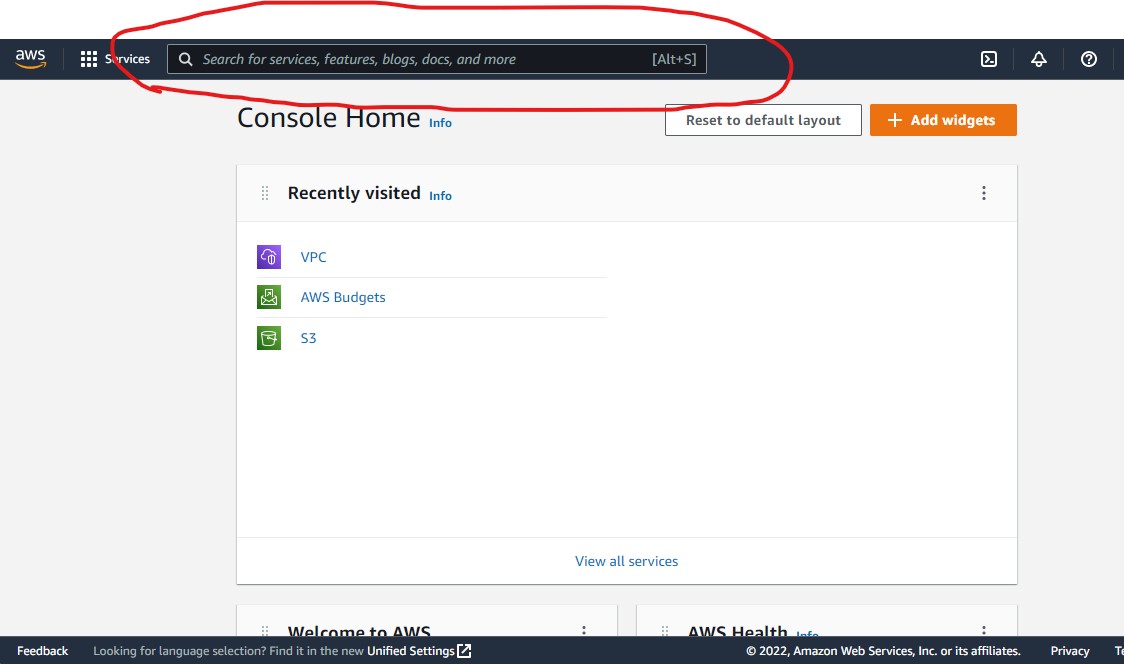 aws Services Search for services, features, blogs, docs, and more [Alt+S]
Console Home Info Reset to default layout Add widgets
Recently visited Info
VPC
AWS Budgets
S3
View all services
Welcome to AWS AWS Health Info
Feedback Looking for language selection? Find it in the new Unified Settings © 2022, Amazon Web Services, Inc. or its affiliates. Privacy